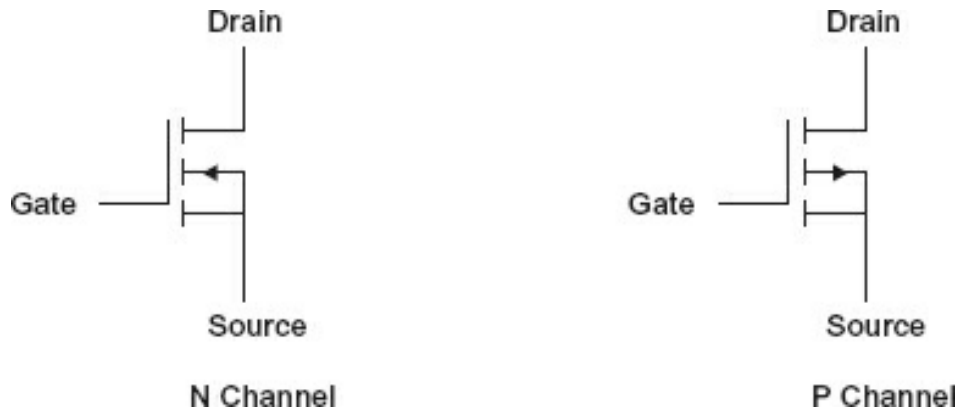 Drain
Gate
Source
N Channel
Drain
Gate
Source
P Channel